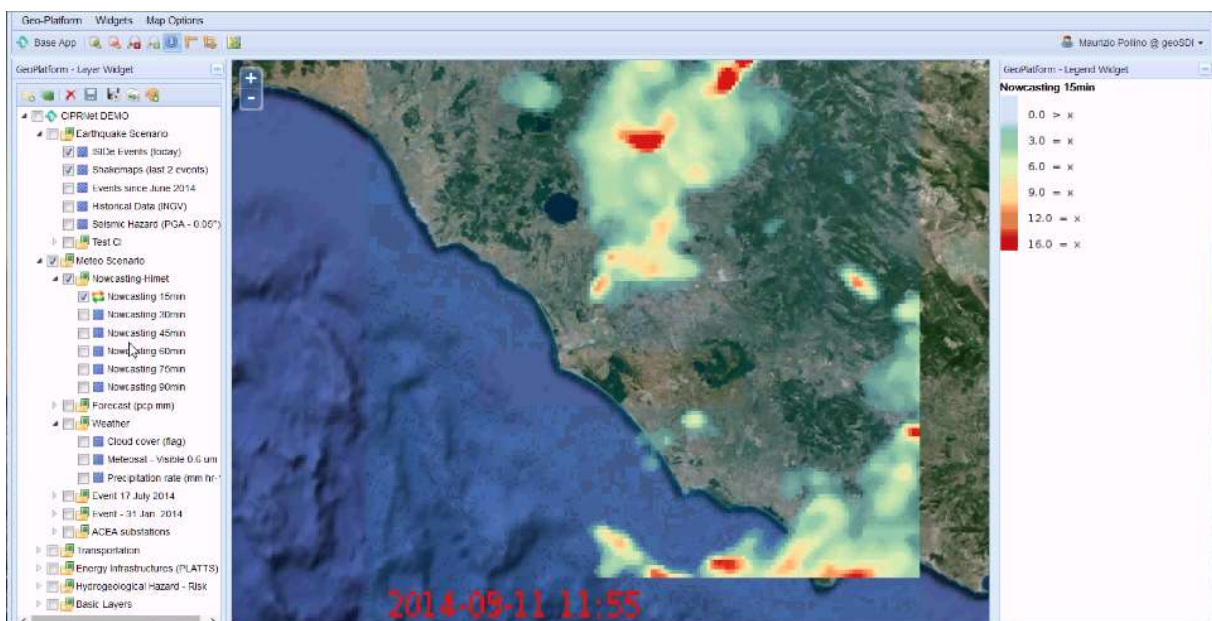 Geo-Platform Widgets Map Options
Base App
Maurizio Pollino @ geoSDI
GeoPlatform - Layer Widget
CIPRNet DEMO
Earthquake Scenario
ISIDe Events (today)
Shakemaps (last 2 events)
Events since June 2014
Historical Data (INGV)
Seismic Hazard (PGA - 0.05°)
Test CI
Meteo Scenario
Nowcasting-Himet
Nowcasting 15min
Nowcasting 30min
Nowcasting 45min
Nowcasting 60min
Nowcasting 75min
Nowcasting 90min
Forecast (pcp mm)
Weather
Cloud cover (flag)
Meteosat - Visible 0.6 um
Precipitation rate (mm hr-
Event 17 July 2014
Event - 31 Jan. 2014
ACEA substations
Transportation
Energy Infrastructures (PLATTS)
Hydrogeological Hazard - Risk
Basic Layers
+
-
2014-09-11 11:55
GeoPlatform - Legend Widget
Nowcasting 15min
0.0 > x
3.0 = x
6.0 = x
9.0 = x
12.0 = x
16.0 = x